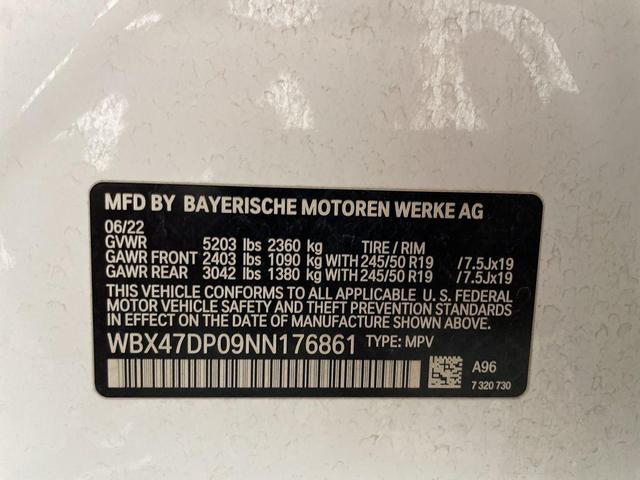 MFD BY BAYERISCHE MOTOREN WERKE AG
06/22
GVWR 5203 lbs 2360 kg TIRE / RIM
GAWR FRONT 2403 lbs 1090 kg WITH 245/50 R19 /7.5Jx19
GAWR REAR 3042 lbs 1380 kg WITH 245/50 R19 /7.5Jx19
THIS VEHICLE CONFORMS TO ALL APPLICABLE U. S. FEDERAL
MOTOR VEHICLE SAFETY AND THEFT PREVENTION STANDARDS
IN EFFECT ON THE DATE OF MANUFACTURE SHOWN ABOVE.
WBX47DP09NN176861 TYPE: MPV
A96
7 320 730